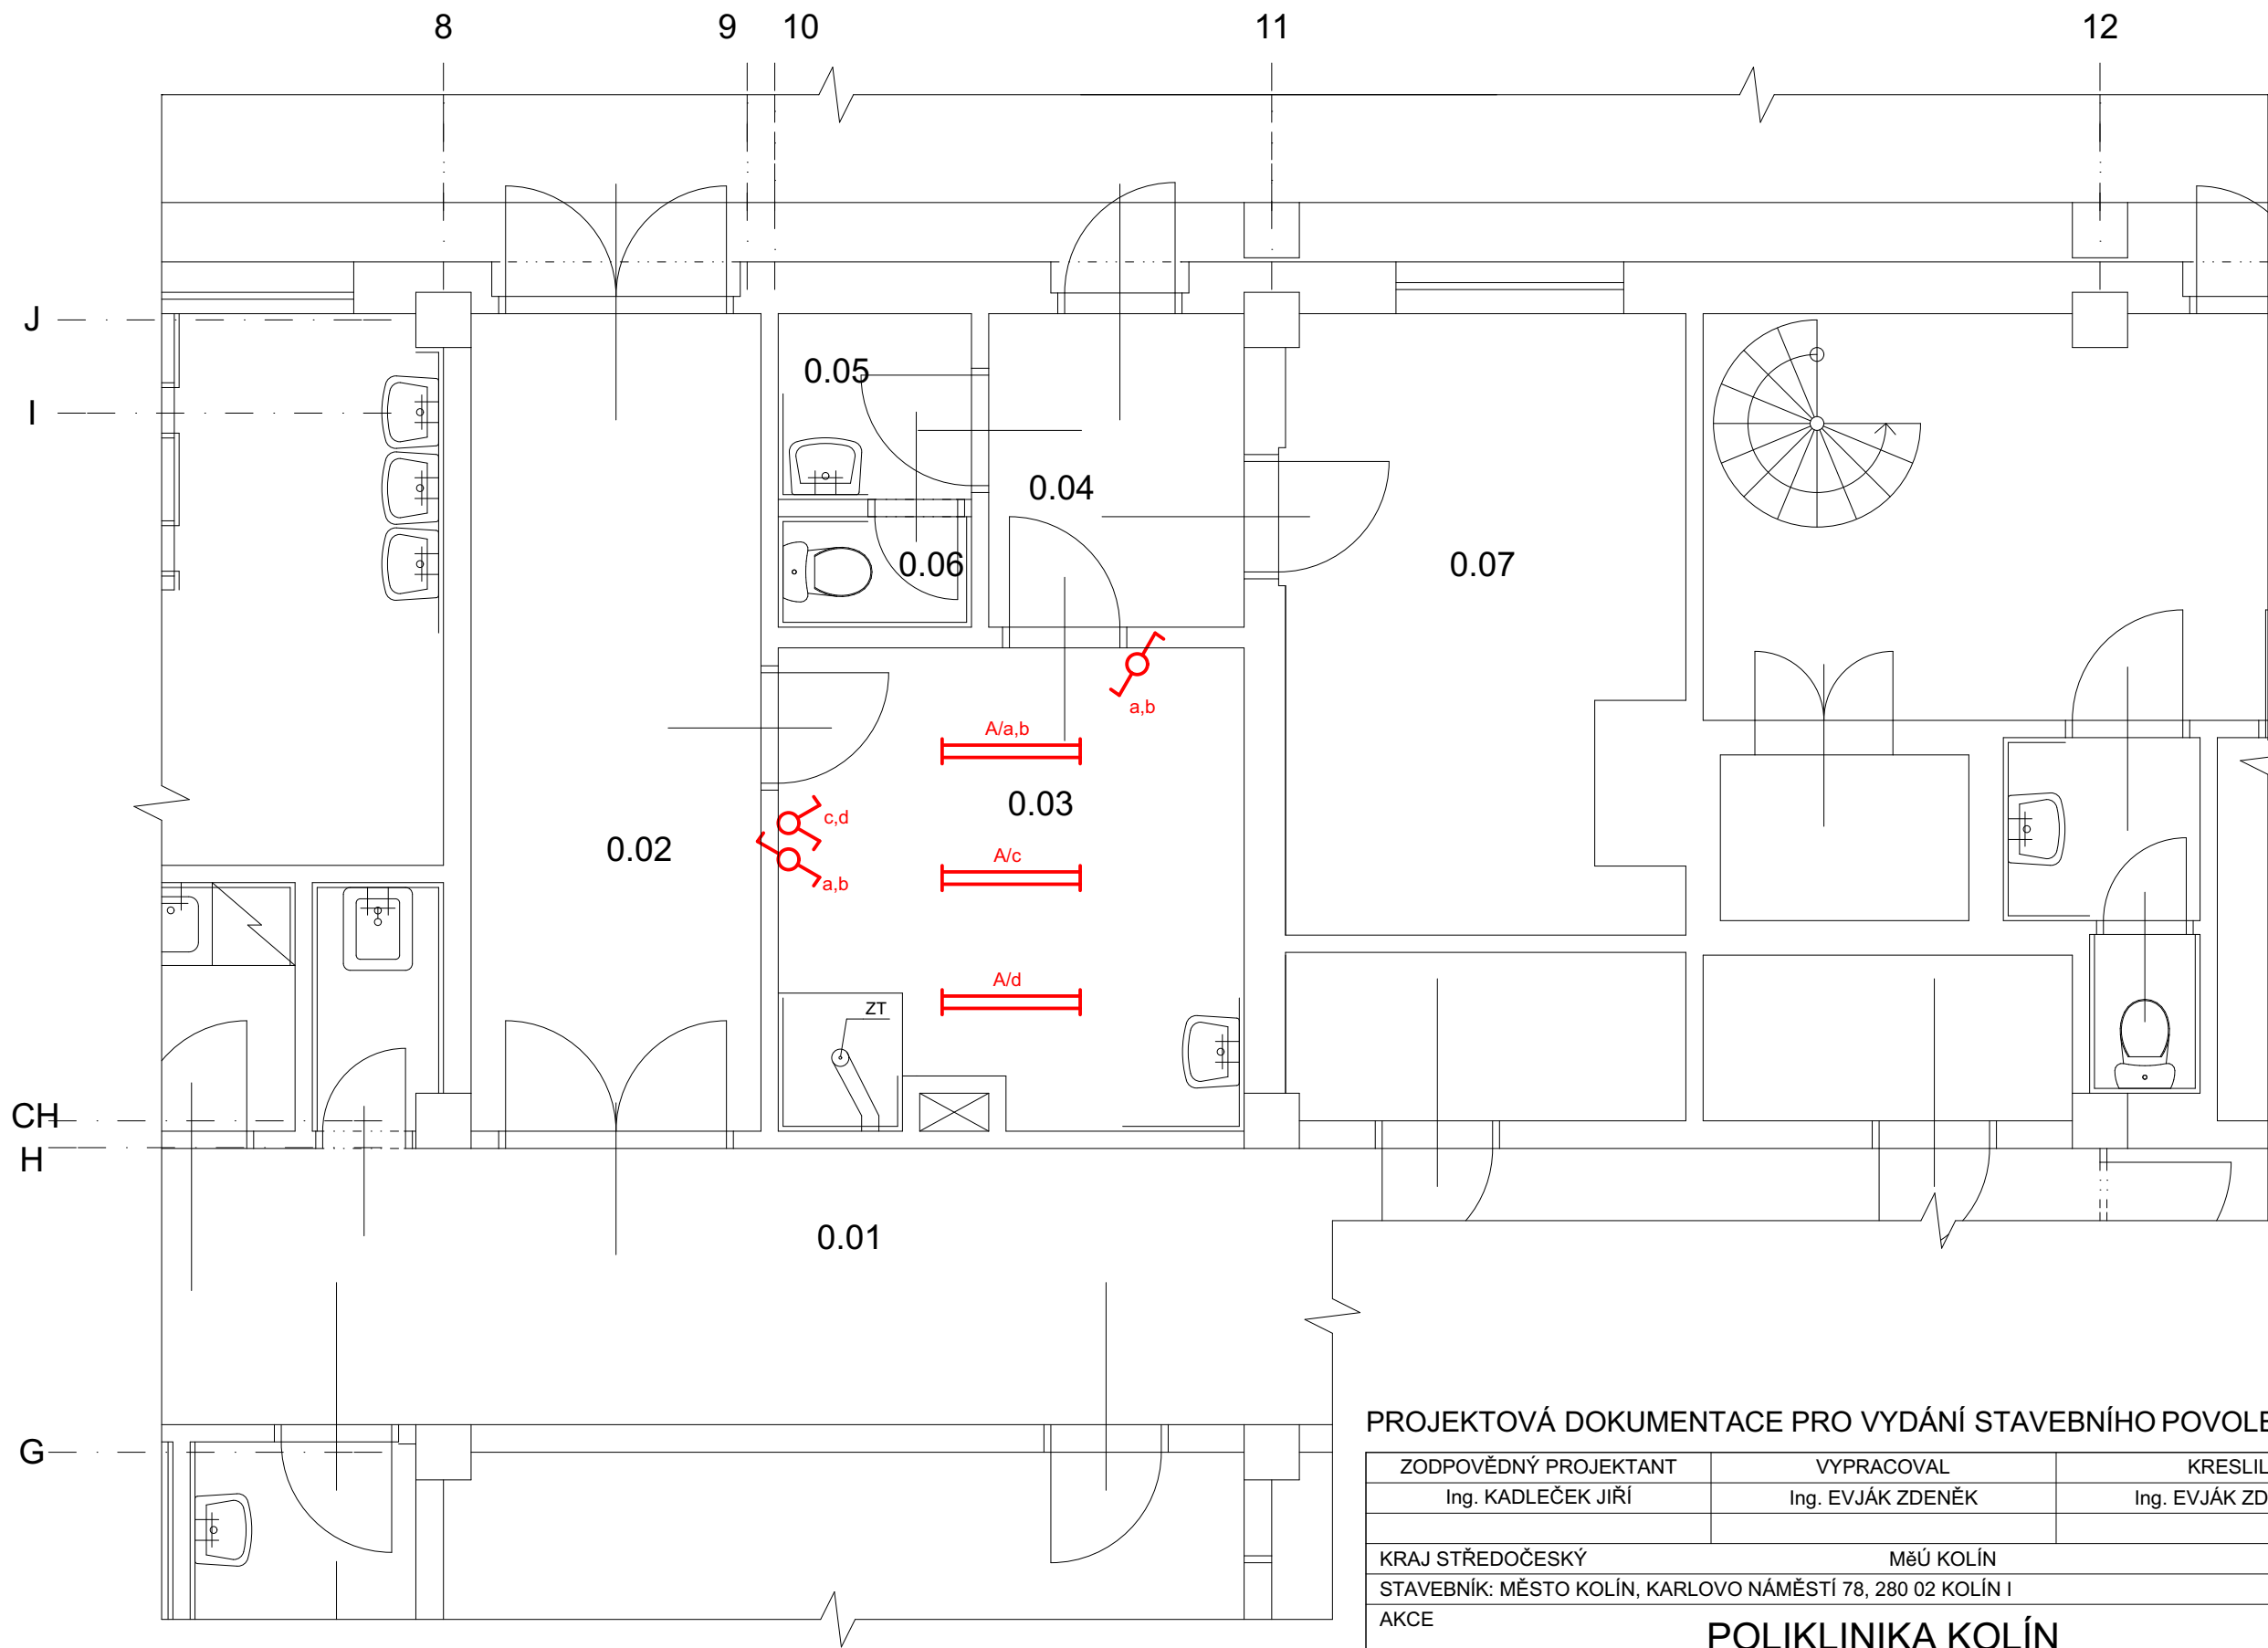 8 9 10 11 12
J
I
0.05
0.04
0.06
0.07
a,b
A/a,b
0.03
c,d
0.02
A/c
a,b
A/d
ZT
CH
H
0.01
G
PROJEKTOVÁ DOKUMENTACE PRO VYDÁNÍ STAVEBNÍHO
ZODPOVĚDNÝ PROJEKTANT VYPRACOVAL KRESLIL
Ing. KADLEČEK JIŘÍ Ing. EVJÁK ZDENĚK Ing. EVJÁK
KRAJ STŘEDOČESKÝ MěÚ KOLÍN
STAVEBNÍK: MĚSTO KOLÍN, KARLOVO NÁMĚSTÍ 78, 280 02 KOLÍN I
AKCE
POLIKLINIKA KOLÍN